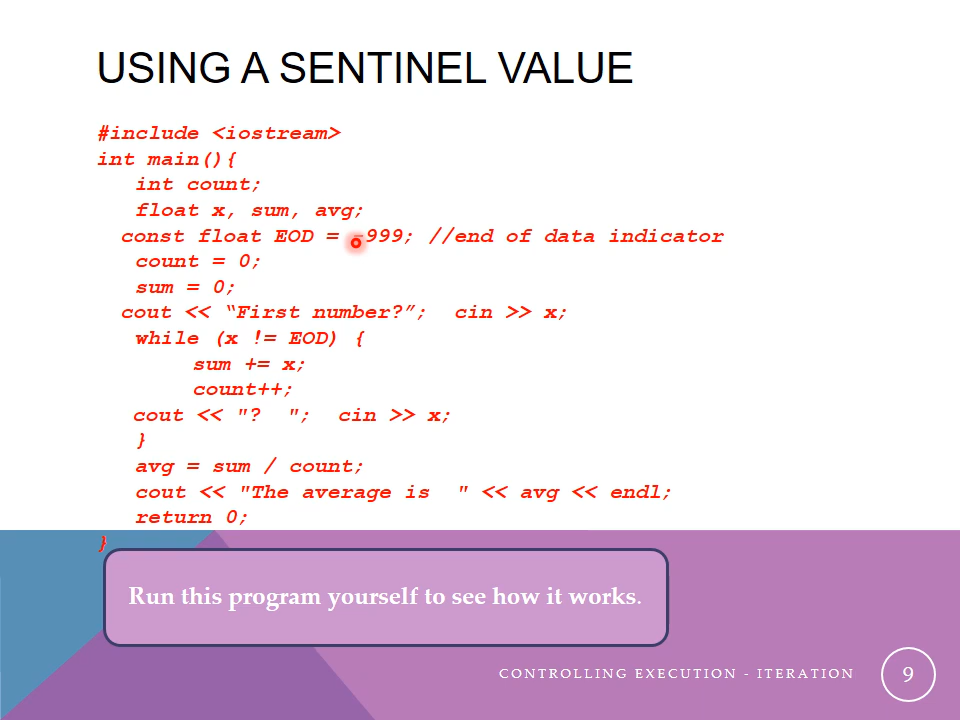 USING A SENTINEL VALUE
#include <iostream>
int main(){
int count;
float x, sum, avg;
const float EOD = -999; //end of data indicator
count = 0;
sum = 0;
cout << “First number?”; cin >> x;
while (x != EOD) {
sum += x;
count++;
cout << "? "; cin >> x;
}
avg = sum / count;
cout << "The average is " << avg << endl;
return 0;
}
Run this program yourself to see how it works.
CONTROLLING EXECUTION - ITERATION
9